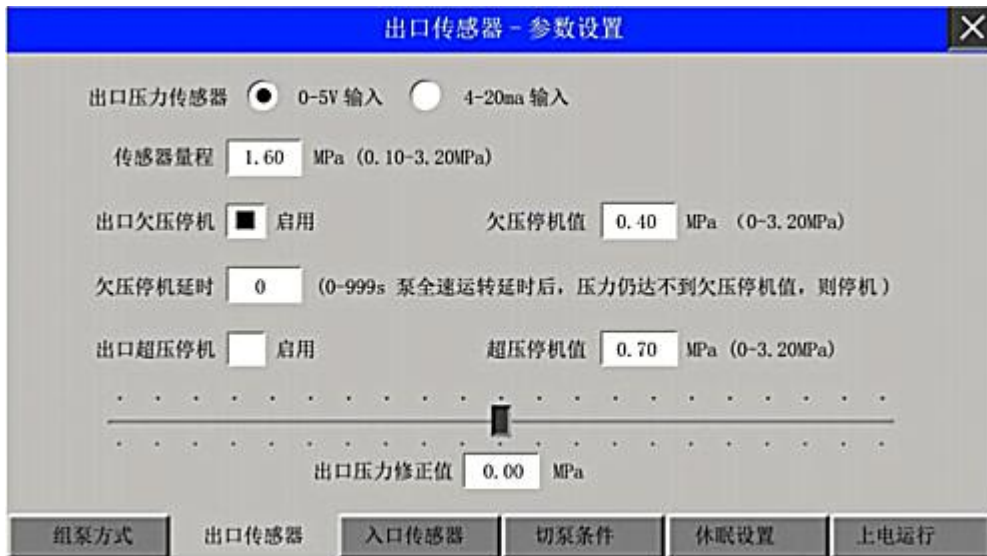 出口传感器-参数设置
出口压力传感器 0-5V 输入 4-20ma 输入
传感器量程 1.60 MPa (0.10-3.20MPa)
出口欠压停机 启用 欠压停机值 0.40 MPa (0-3.20MPa)
欠压停机延时 0 (0-999s 泵全速运转延时后，压力仍达不到欠压停机值，则停机)
出口超压停机 启用 超压停机值 0.70 MPa (0-3.20MPa)
出口压力修正值 0.00 MPa
组泵方式 出口传感器 入口传感器 切泵条件 休眠设置 上电运行